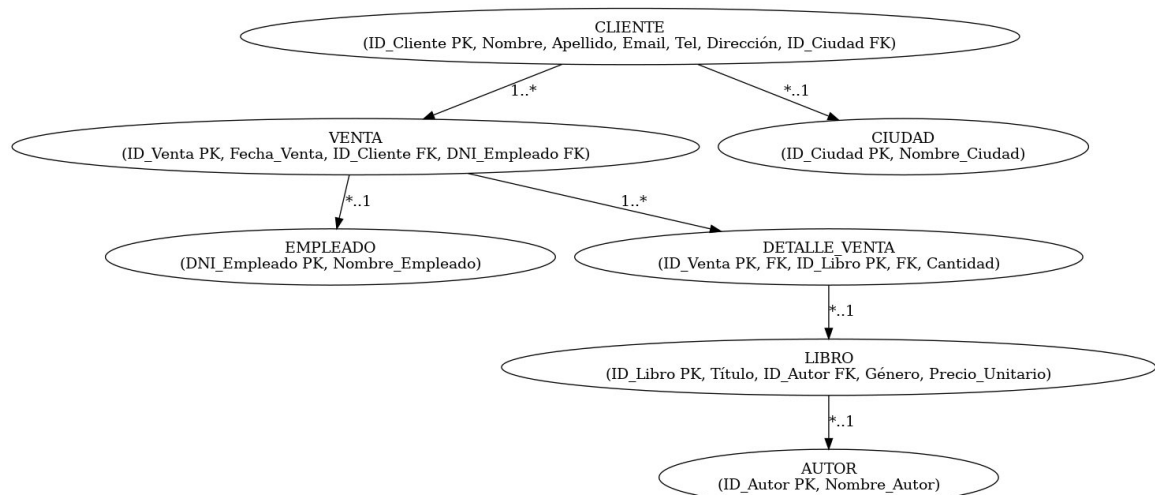 CLIENTE
(ID_Cliente PK, Nombre, Apellido, Email, Tel, Dirección, ID_Ciudad FK)
1..*
*..1
VENTA
(ID_Venta PK, Fecha_Venta, ID_Cliente FK, DNI_Empleado FK)
CIUDAD
(ID_Ciudad PK, Nombre_Ciudad)
*..1
1..*
EMPLEADO
(DNI_Empleado PK, Nombre_Empleado)
DETALLE_VENTA
(ID_Venta PK, FK, ID_Libro PK, FK, Cantidad)
*..1
LIBRO
(ID_Libro PK, Título, ID_Autor FK, Género, Precio_Unitario)
*..1
AUTOR
(ID_Autor PK, Nombre_Autor)